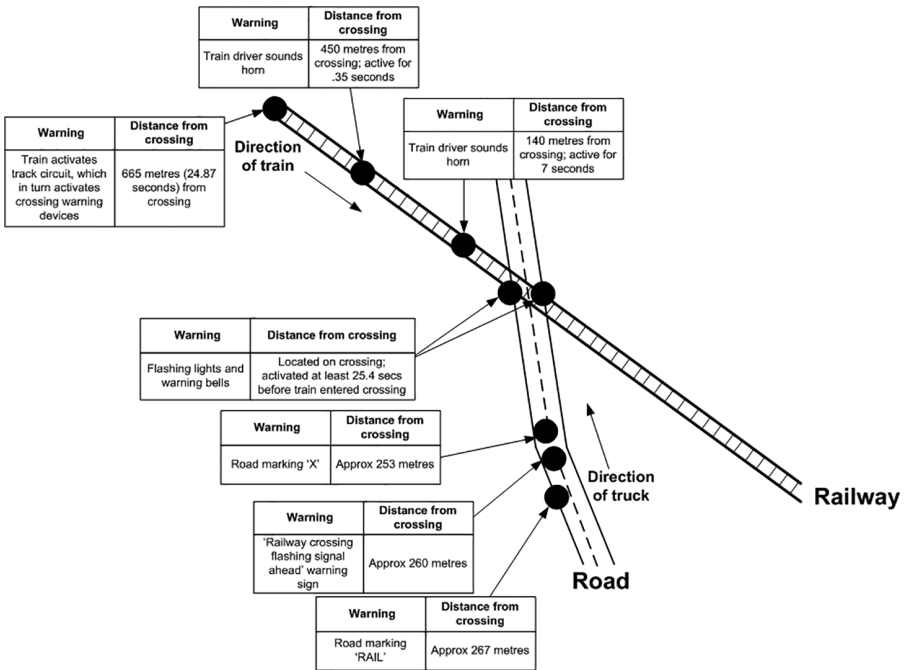 Warning
Distance from
crossing
Train driver sounds
horn
450 metres from
crossing; active for
.35 seconds
Warning
Distance from
crossing
Train driver sounds
horn
140 metres from
crossing; active for
7 seconds
Warning
Distance from
crossing
Train activates
track circuit, which
in turn activates
crossing warning
devices
665 metres (24.87
seconds) from
crossing
Direction
of train
Warning
Distance from crossing
Flashing lights and
warning bells
Located on crossing;
activated at least 25.4 secs
before train entered crossing
Warning
Distance from
crossing
Road marking ‘X’
Approx 253 metres
Direction
of truck
Railway
Warning
Distance from
crossing
‘Railway crossing
flashing signal
ahead’ warning
sign
Approx 260 metres
Road
Warning
Distance from
crossing
Road marking
‘RAIL’
Approx 267 metres